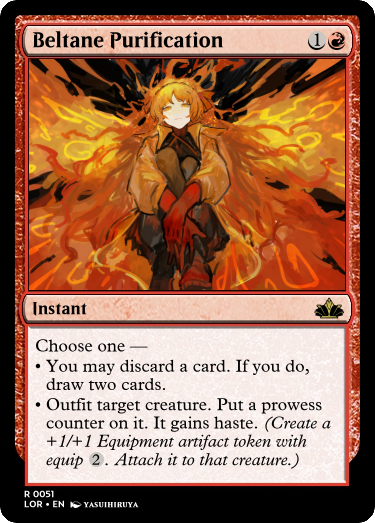 Beltane Purification 1
Instant
Choose one —
• You may discard a card. If you do,
draw two cards.
• Outfit target creature. Put a prowess
counter on it. It gains haste. (Create a
+1/+1 Equipment artifact token with
equip 2. Attach it to that creature.)
R 0051
LOR • EN YASUIHIRUYA